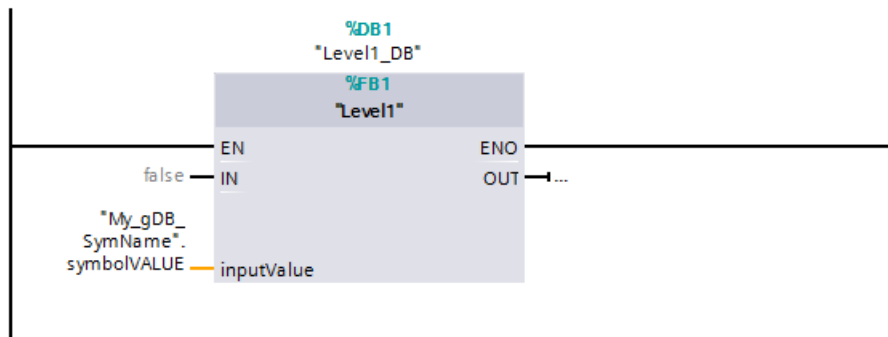 %DB1
"Level1_DB"
%FB1
"Level1"
EN ENO
false IN OUT ...
"My_gDB_
SymName".
symbolVALUE inputValue